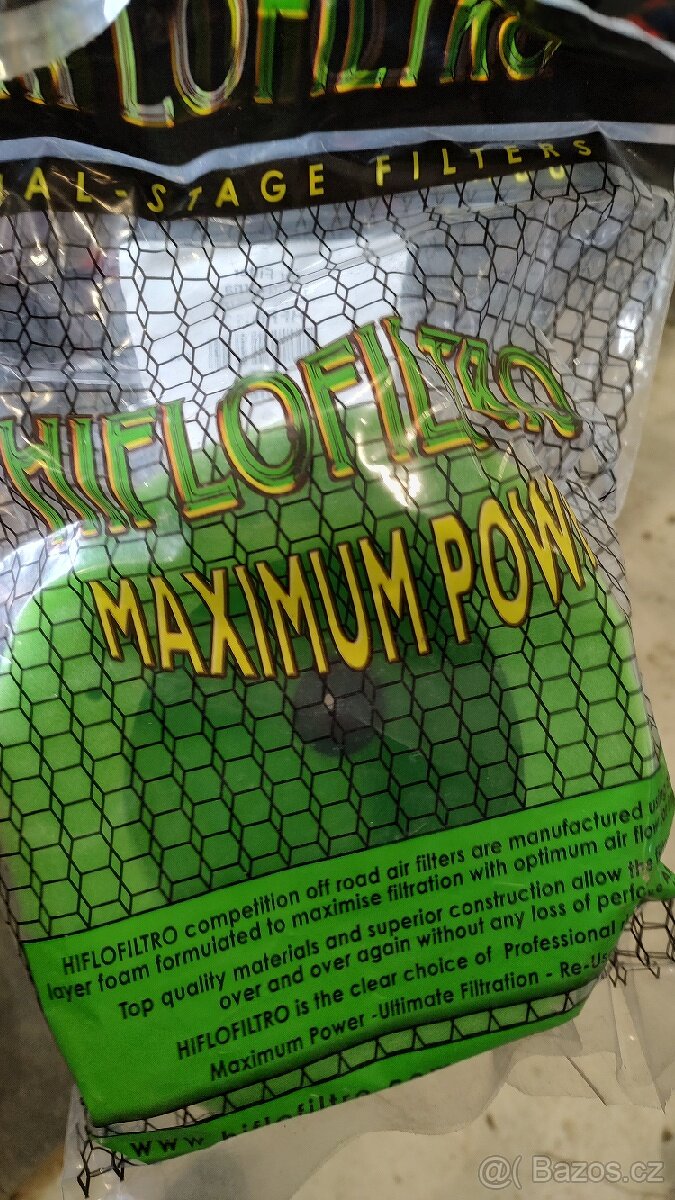 HIFLOFILTRO
AL-STAGE FILTERS
HIFLOFILTRO
MAXIMUM POW
HIFLOFILTRO competition off road air filters are manufactured
layer foam formulated to maximise filtration with optimum air flow
Top quality materials and superior construction allow
over and over again without any loss of
HIFLOFILTRO is the clear choice of Professional
Maximum Power -Ultimate Filtration - Re-Us
www.hiflofiltro.co
@( Bazos.cz